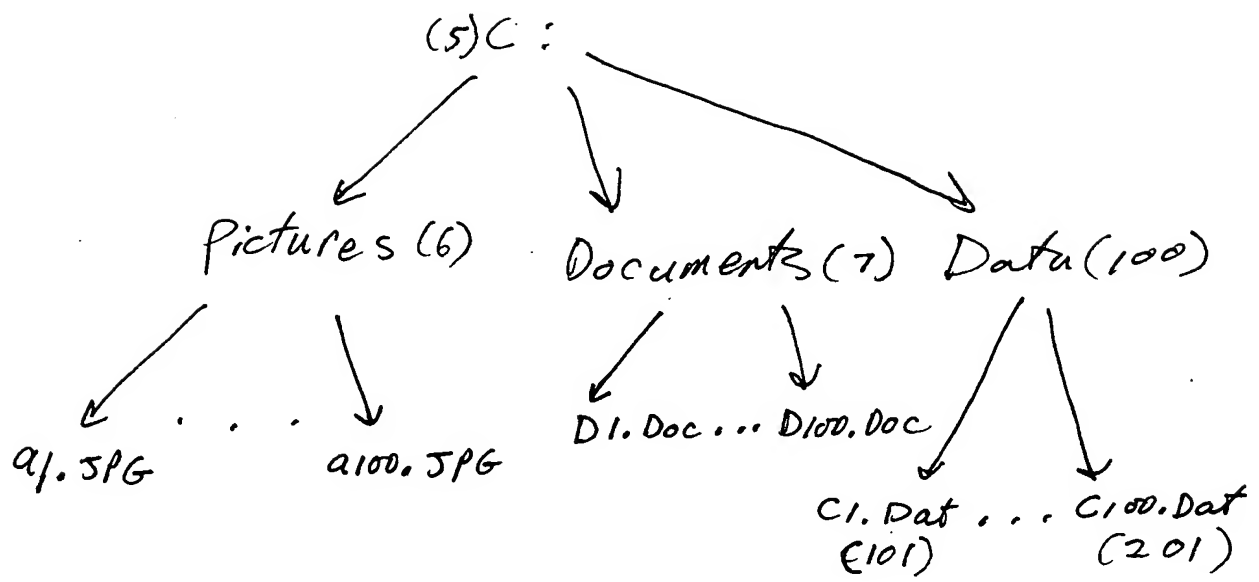 (5)C:
Pictures(6) Documents(7) Data(100)
a1.JPG . . . a100.JPG D1.Doc... D100.Doc
C1.Dat . . . C100.Dat
(101) (201)